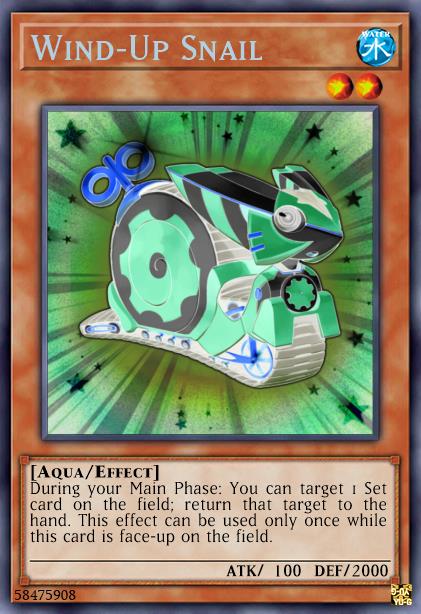 Wind-Up Snail
WATER
水
[Aqua/Effect]
During your Main Phase: You can target 1 Set
card on the field; return that target to the
hand. This effect can be used only once while
this card is face-up on the field.
ATK/ 100 DEF/2000
58475908